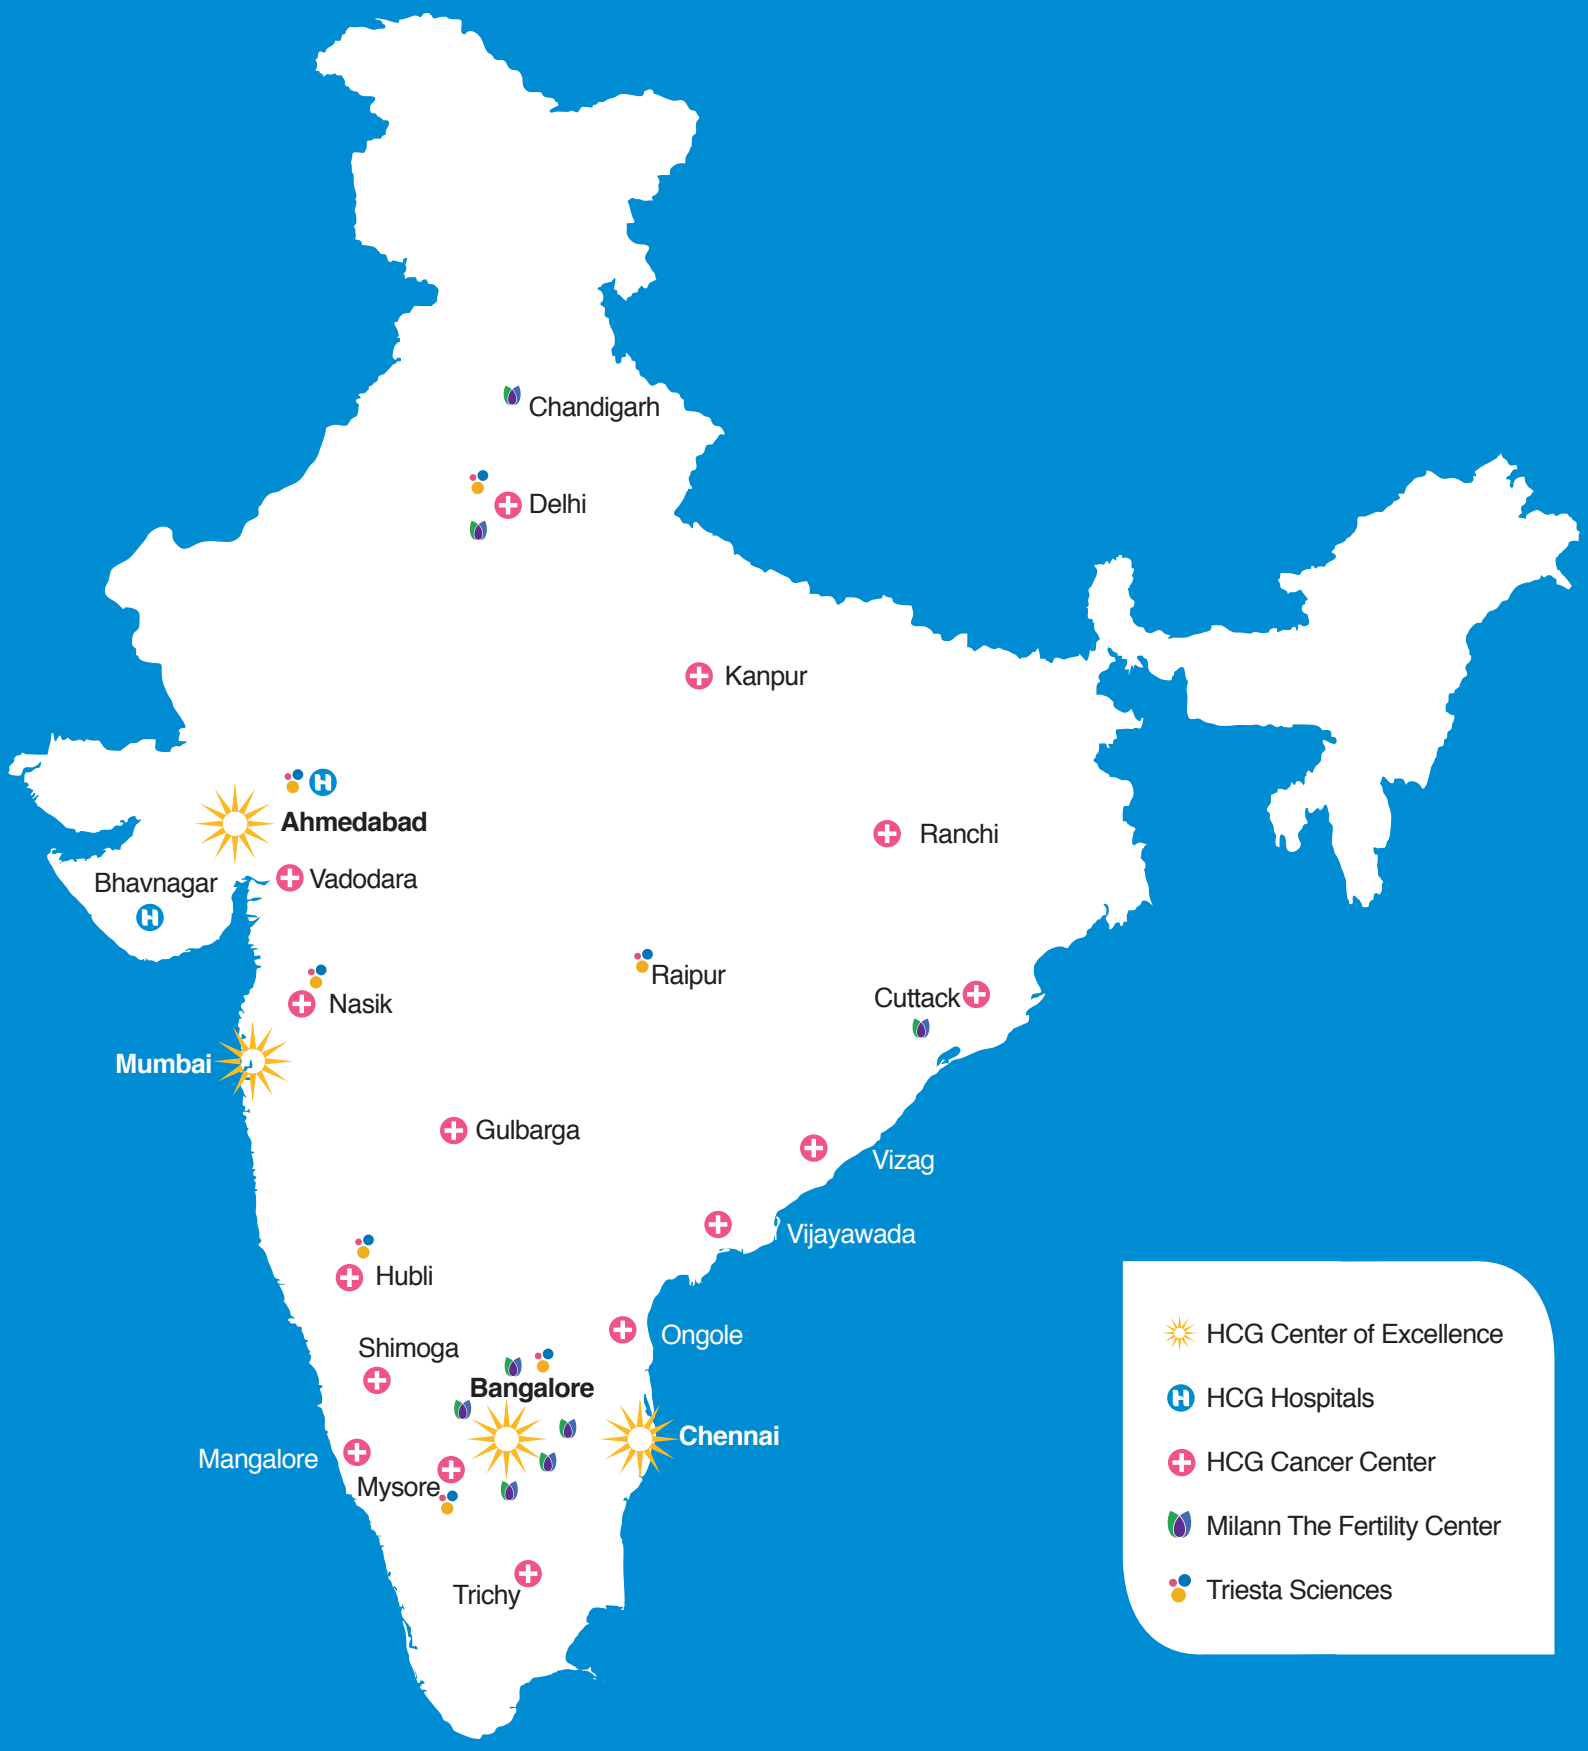 Chandigarh
Delhi
Kanpur
Ahmedabad
Ranchi
Bhavnagar
Vadodara
Raipur
Cuttack
Nasik
Mumbai
Gulbarga
Vizag
Vijayawada
Hubli
Ongole
Shimoga
Bangalore
Chennai
Mangalore
Mysore
Trichy
HCG Center of Excellence
H HCG Hospitals
HCG Cancer Center
Milann The Fertility Center
Triesta Sciences